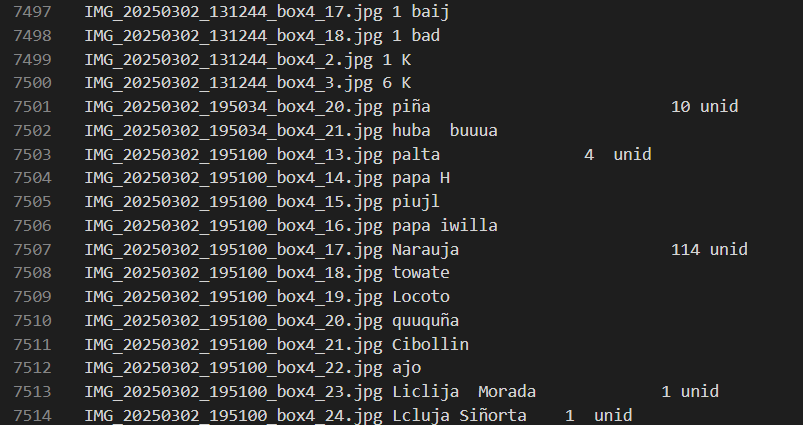 7497 IMG_20250302_131244_box4_17.jpg 1 baij
7498 IMG_20250302_131244_box4_18.jpg 1 bad
7499 IMG_20250302_131244_box4_2.jpg 1 K
7500 IMG_20250302_131244_box4_3.jpg 6 K
7501 IMG_20250302_195034_box4_20.jpg piña 10 unid
7502 IMG_20250302_195034_box4_21.jpg huba buuua
7503 IMG_20250302_195100_box4_13.jpg palta 4 unid
7504 IMG_20250302_195100_box4_14.jpg papa H
7505 IMG_20250302_195100_box4_15.jpg piujl
7506 IMG_20250302_195100_box4_16.jpg papa iwilla
7507 IMG_20250302_195100_box4_17.jpg Narauja 114 unid
7508 IMG_20250302_195100_box4_18.jpg towate
7509 IMG_20250302_195100_box4_19.jpg Locoto
7510 IMG_20250302_195100_box4_20.jpg quuquña
7511 IMG_20250302_195100_box4_21.jpg Cibollin
7512 IMG_20250302_195100_box4_22.jpg ajo
7513 IMG_20250302_195100_box4_23.jpg Liclija Morada 1 unid
7514 IMG_20250302_195100_box4_24.jpg Lcluja Siñorta 1 unid